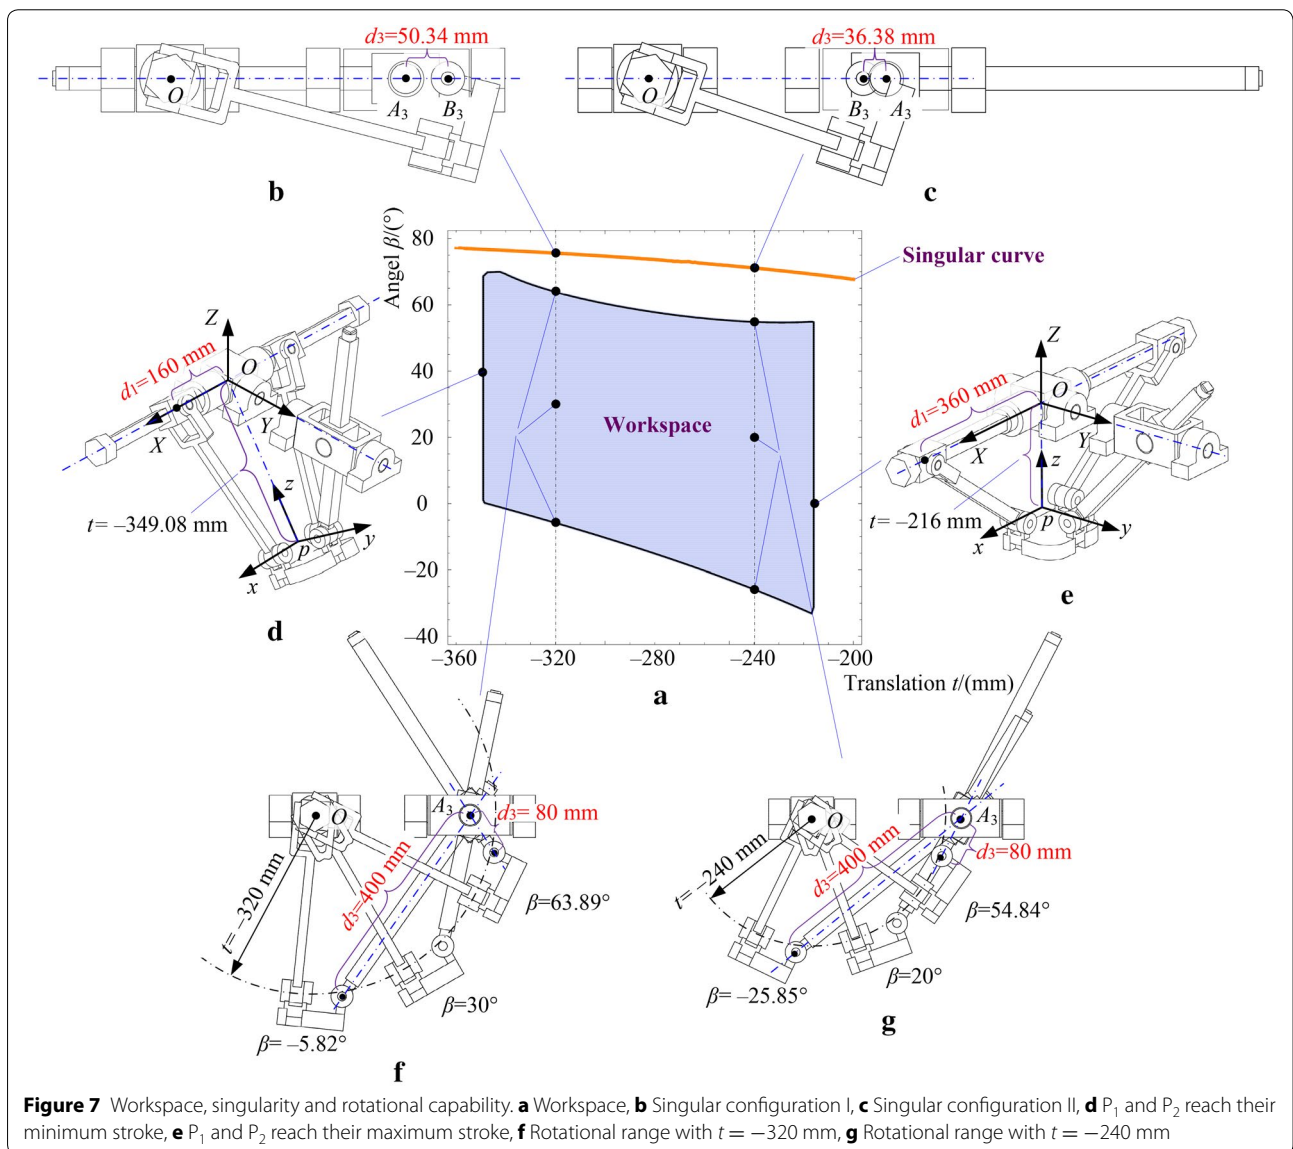 d3=50.34 mm
O
A3
B3
b
d3=36.38 mm
O
B3
A3
c
Angel β/(°)
80
60
40
20
0
−20
−40
−360
−320
−280
−240
−200
Translation t/(mm)
Singular curve
Workspace
a
Z
O
d1=160 mm
X
Y
z
t= −349.08 mm
p
y
x
d
Z
O
d1=360 mm
X
Y
z
t= −216 mm
p
x
y
e
A3
O
d3= 80 mm
d3=400 mm
t= −320 mm
β=63.89°
β=30°
β= −5.82°
f
O
A3
d3=80 mm
d3=400 mm
t= −240 mm
β=54.84°
β=20°
β= −25.85°
g
Figure 7 Workspace, singularity and rotational capability. a Workspace, b Singular configuration I, c Singular configuration II, d P1 and P2 reach their
minimum stroke, e P1 and P2 reach their maximum stroke, f Rotational range with t = −320 mm, g Rotational range with t = −240 mm